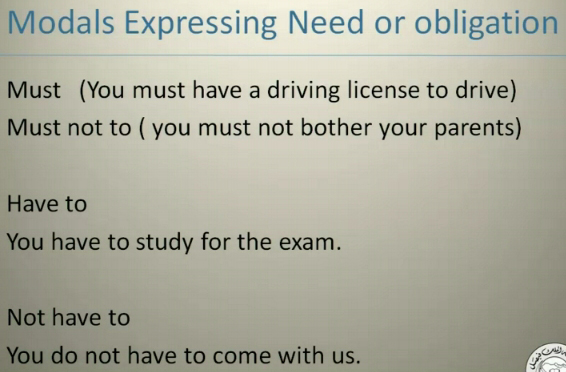 Modals Expressing Need or obligation
Must (You must have a driving license to drive)
Must not to ( you must not bother your parents)
Have to
You have to study for the exam.
Not have to
You do not have to come with us.